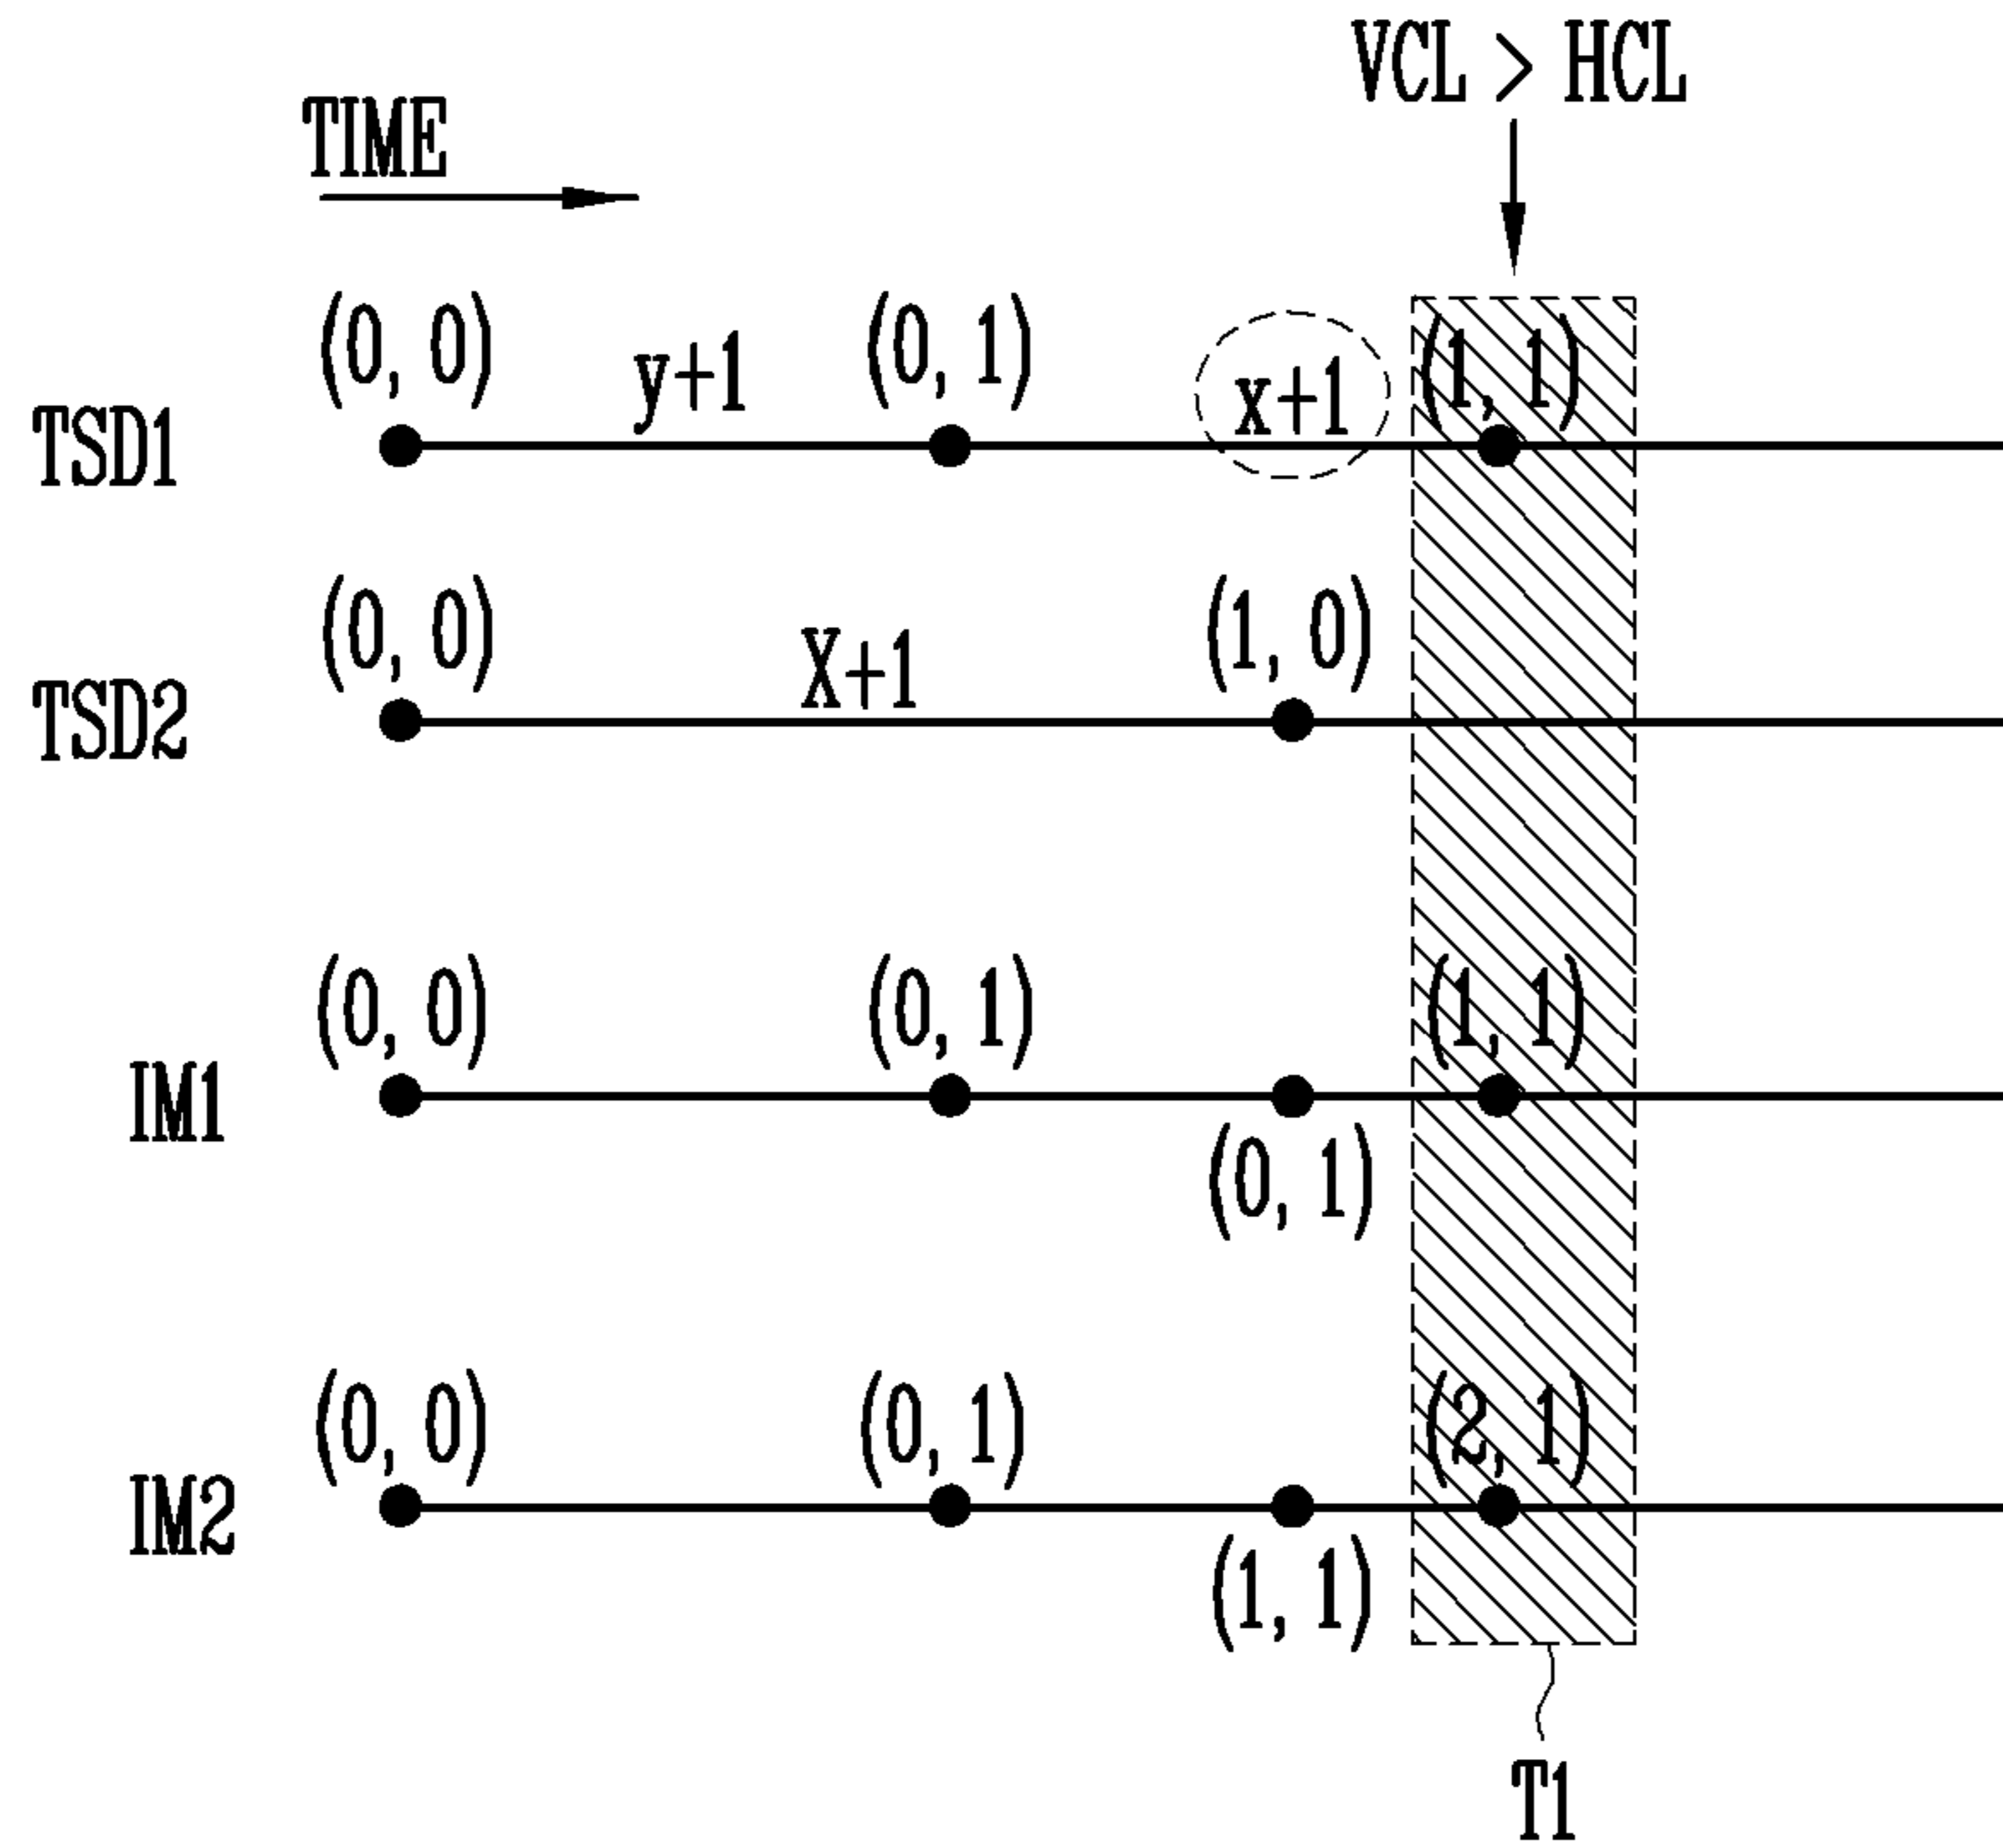 VCL > HCL
TIME
(0, 0) y+1 (0, 1) x+1 (1, 1)
TSD1
(0, 0) X+1 (1, 0)
TSD2
(0, 0) (0, 1) (1, 1)
IM1
(0, 1)
(0, 0) (0, 1) (2, 1)
IM2
(1, 1)
T1